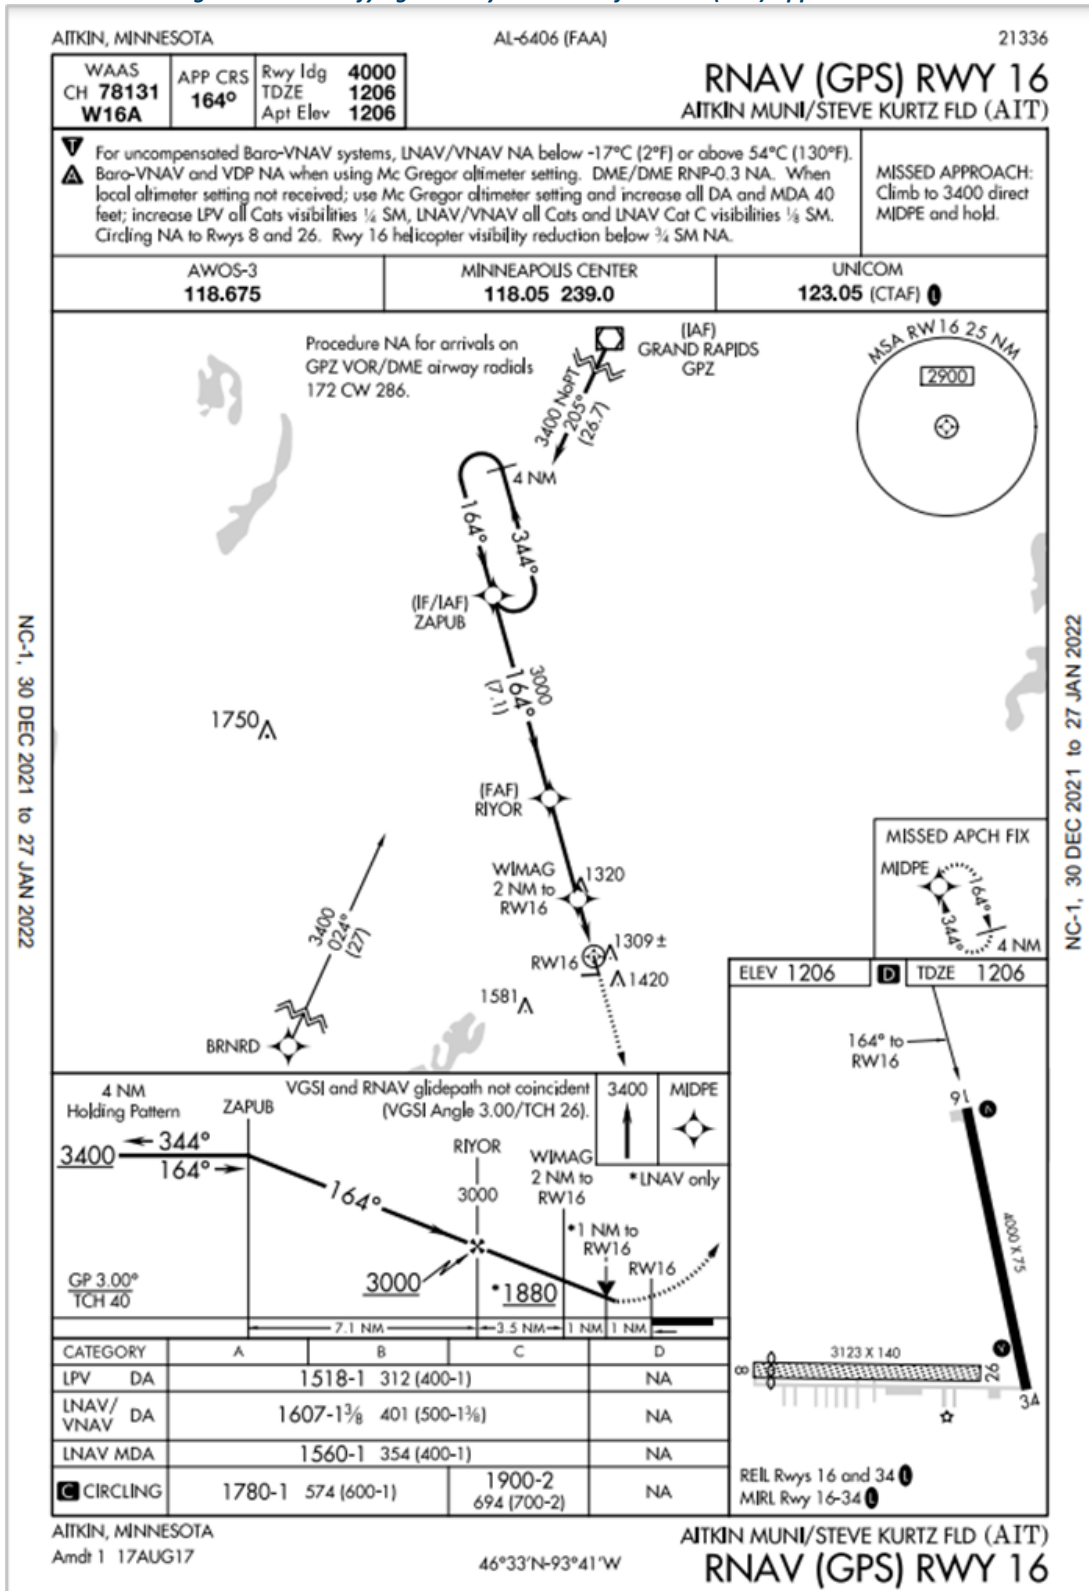 AITKIN, MINNESOTA
AL-6406 (FAA)
21336
WAAS
CH 78131
W16A
APP CRS
164°
Rwy ldg 4000
TDZE 1206
Apt Elev 1206
RNAV (GPS) RWY 16
AITKIN MUNI/STEVE KURTZ FLD (AIT)
T
A
For uncompensated Baro-VNAV systems, LNAV/VNAV NA below -17°C (2°F) or above 54°C (130°F).
Baro-VNAV and VDP NA when using Mc Gregor altimeter setting. DME/DME RNP-0.3 NA. When
local altimeter setting not received; use Mc Gregor altimeter setting and increase all DA and MDA 40
feet; increase LPV all Cats visibilities ¼ SM, LNAV/VNAV all Cats and LNAV Cat C visibilities ⅛ SM.
Circling NA to Rwys 8 and 26. Rwy 16 helicopter visibility reduction below ¾ SM NA.
MISSED APPROACH:
Climb to 3400 direct
MIDPE and hold.
AWOS-3
118.675
MINNEAPOLIS CENTER
118.05 239.0
UNICOM
123.05 (CTAF) L
Procedure NA for arrivals on
GPZ VOR/DME airway radials
172 CW 286.
(IAF)
GRAND RAPIDS
GPZ
3400 NoPT
205°
(26.7)
MSA RW16 25 NM
2900
4 NM
164°
344°
(IF/IAF)
ZAPUB
3000
164°
(7.1)
1750
(FAF)
RIYOR
WIMAG
2 NM to
RW16
1320
1309 ±
RW16
1420
1581
3400
024°
(27)
BRNRD
MISSED APCH FIX
MIDPE
164°
344°
4 NM
ELEV 1206
D
TDZE 1206
164° to
RW16
16
4000 X 75
3123 X 140
8
26
34
REIL Rwys 16 and 34 L
MIRL Rwy 16-34 L
4 NM
Holding Pattern
ZAPUB
VGSI and RNAV glidepath not coincident
(VGSI Angle 3.00/TCH 26).
3400
MIDPE
3400
344°
164°
164°
RIYOR
3000
WIMAG
2 NM to
RW16
*LNAV only
*1 NM to
RW16
RW16
3000
*1880
GP 3.00°
TCH 40
7.1 NM
3.5 NM
1 NM
1 NM
CATEGORY A B C D
LPV DA 1518-1 312 (400-1) NA
LNAV/
VNAV DA 1607-1⅜ 401 (500-1⅜) NA
LNAV MDA 1560-1 354 (400-1) NA
C CIRCLING 1780-1 574 (600-1) 1900-2
694 (700-2) NA
AITKIN, MINNESOTA
Amdt 1 17AUG17
46°33'N-93°41'W
AITKIN MUNI/STEVE KURTZ FLD (AIT)
RNAV (GPS) RWY 16
NC-1, 30 DEC 2021 to 27 JAN 2022
NC-1, 30 DEC 2021 to 27 JAN 2022